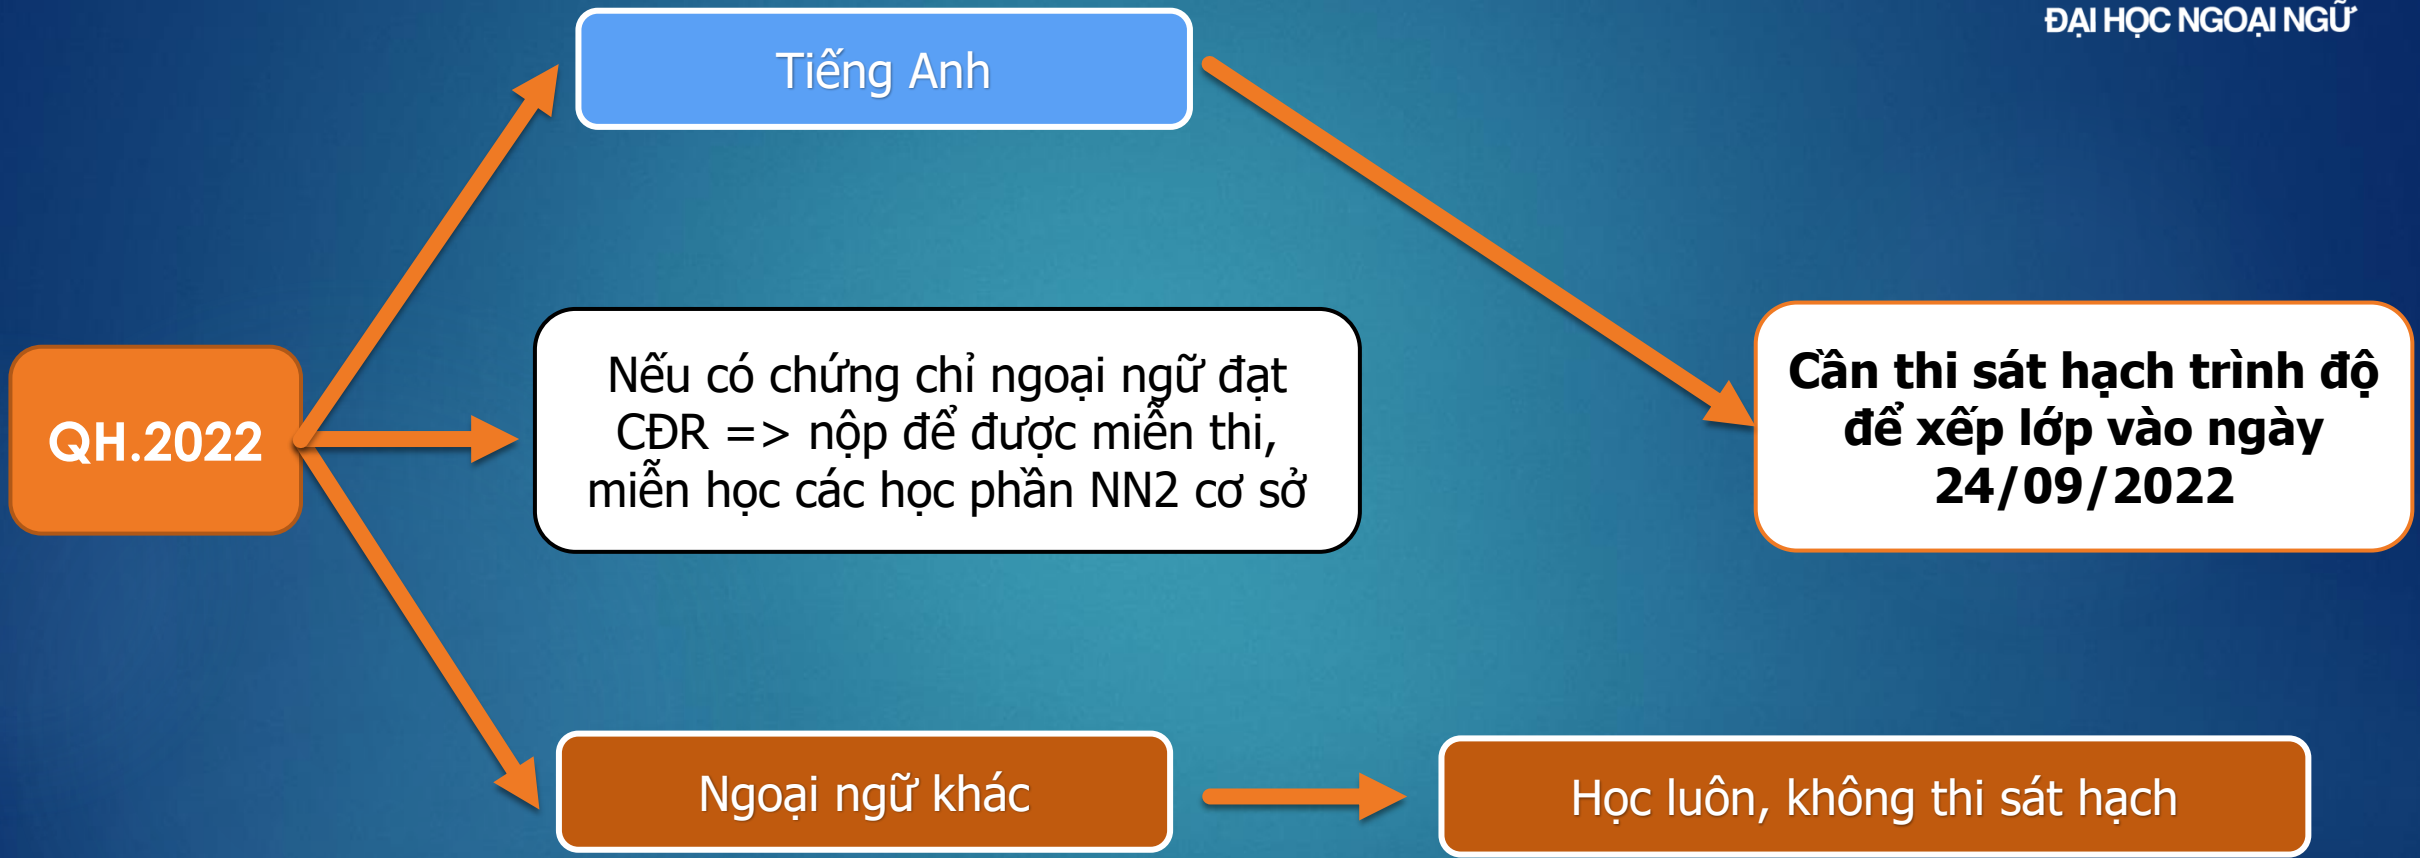 ĐẠI HỌC NGOẠI NGỮ
Tiếng Anh
QH.2022
Nếu có chứng chỉ ngoại ngữ đạt
CĐR => nộp để được miễn thi,
miễn học các học phần NN2 cơ sở
Cần thi sát hạch trình độ
để xếp lớp vào ngày
24/09/2022
Ngoại ngữ khác
Học luôn, không thi sát hạch